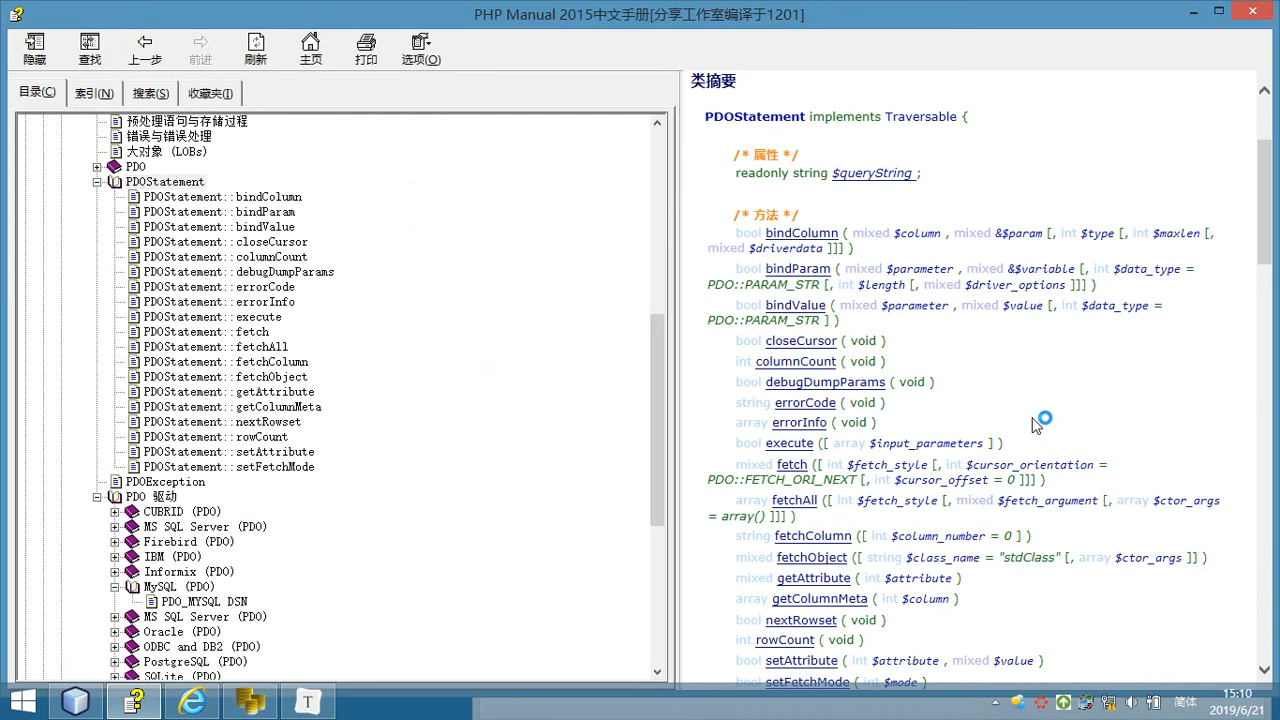 PHP Manual 2015中文手册[分享工作室编译于1201]
隐藏 查找 上一步 前进 刷新 主页 打印 选项(O)
目录(C) 索引(N) 搜索(S) 收藏夹(I)
预处理语句与存储过程
错误与错误处理
大对象 (LOBs)
PDO
PDOStatement
PDOStatement::bindColumn
PDOStatement::bindParam
PDOStatement::bindValue
PDOStatement::closeCursor
PDOStatement::columnCount
PDOStatement::debugDumpParams
PDOStatement::errorCode
PDOStatement::errorInfo
PDOStatement::execute
PDOStatement::fetch
PDOStatement::fetchAll
PDOStatement::fetchColumn
PDOStatement::fetchObject
PDOStatement::getAttribute
PDOStatement::getColumnMeta
PDOStatement::nextRowset
PDOStatement::rowCount
PDOStatement::setAttribute
PDOStatement::setFetchMode
PDOException
PDO 驱动
CUBRID (PDO)
MS SQL Server (PDO)
Firebird (PDO)
IBM (PDO)
Informix (PDO)
MySQL (PDO)
PDO_MYSQL DSN
MS SQL Server (PDO)
Oracle (PDO)
ODBC and DB2 (PDO)
PostgreSQL (PDO)
SQLite (PDO)
类摘要
PDOStatement implements Traversable {
/* 属性 */
readonly string $queryString ;
/* 方法 */
bool bindColumn ( mixed $column , mixed &$param [, int $type [, int $maxlen [,
mixed $driverdata ]]] )
bool bindParam ( mixed $parameter , mixed &$variable [, int $data_type =
PDO::PARAM_STR [, int $length [, mixed $driver_options ]]] )
bool bindValue ( mixed $parameter , mixed $value [, int $data_type =
PDO::PARAM_STR ] )
bool closeCursor ( void )
int columnCount ( void )
bool debugDumpParams ( void )
string errorCode ( void )
array errorInfo ( void )
bool execute ([ array $input_parameters ] )
mixed fetch ([ int $fetch_style [, int $cursor_orientation =
PDO::FETCH_ORI_NEXT [, int $cursor_offset = 0 ]]] )
array fetchAll ([ int $fetch_style [, mixed $fetch_argument [, array $ctor_args
= array() ]]] )
string fetchColumn ([ int $column_number = 0 ] )
mixed fetchObject ([ string $class_name = "stdClass" [, array $ctor_args ]] )
mixed getAttribute ( int $attribute )
array getColumnMeta ( int $column )
bool nextRowset ( void )
int rowCount ( void )
bool setAttribute ( int $attribute , mixed $value )
bool setFetchMode ( int $mode )
T
简体
15:10
2019/6/21